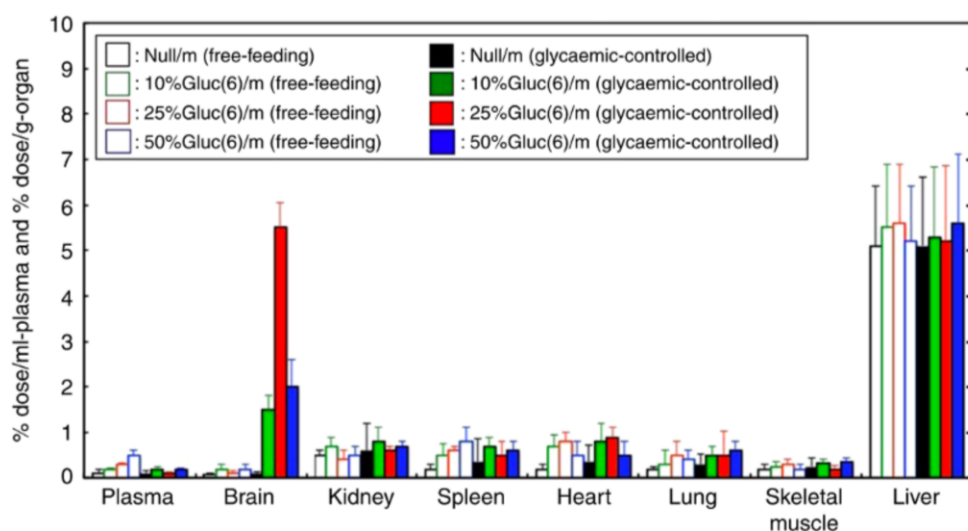 % dose/ml-plasma and % dose/g-organ
10
9
8
7
6
5
4
3
2
1
0
: Null/m (free-feeding)
: 10%Gluc(6)/m (free-feeding)
: 25%Gluc(6)/m (free-feeding)
: 50%Gluc(6)/m (free-feeding)
: Null/m (glycaemic-controlled)
: 10%Gluc(6)/m (glycaemic-controlled)
: 25%Gluc(6)/m (glycaemic-controlled)
: 50%Gluc(6)/m (glycaemic-controlled)
Plasma
Brain
Kidney
Spleen
Heart
Lung
Skeletal
muscle
Liver